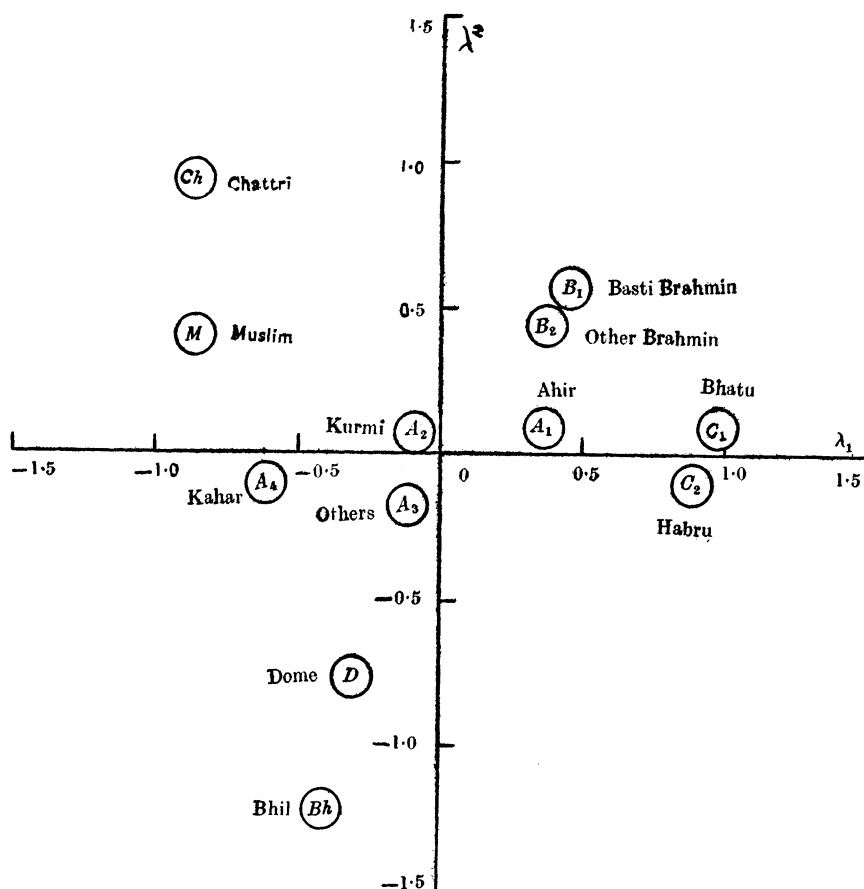 1·5 λ²
1·0
Ch Chattri
B₁ Basti Brahmin
0·5
M Muslim
B₂ Other Brahmin
Ahir Bhatu
Kurmi A₂ A₁ C₁
λ₁
−1·5 −1·0 −0·5 0 0·5 1·0 1·5
Kahar A₄
C₂
Others A₃
Habru
−0·5
Dome D
−1·0
Bhil Bh
−1·5